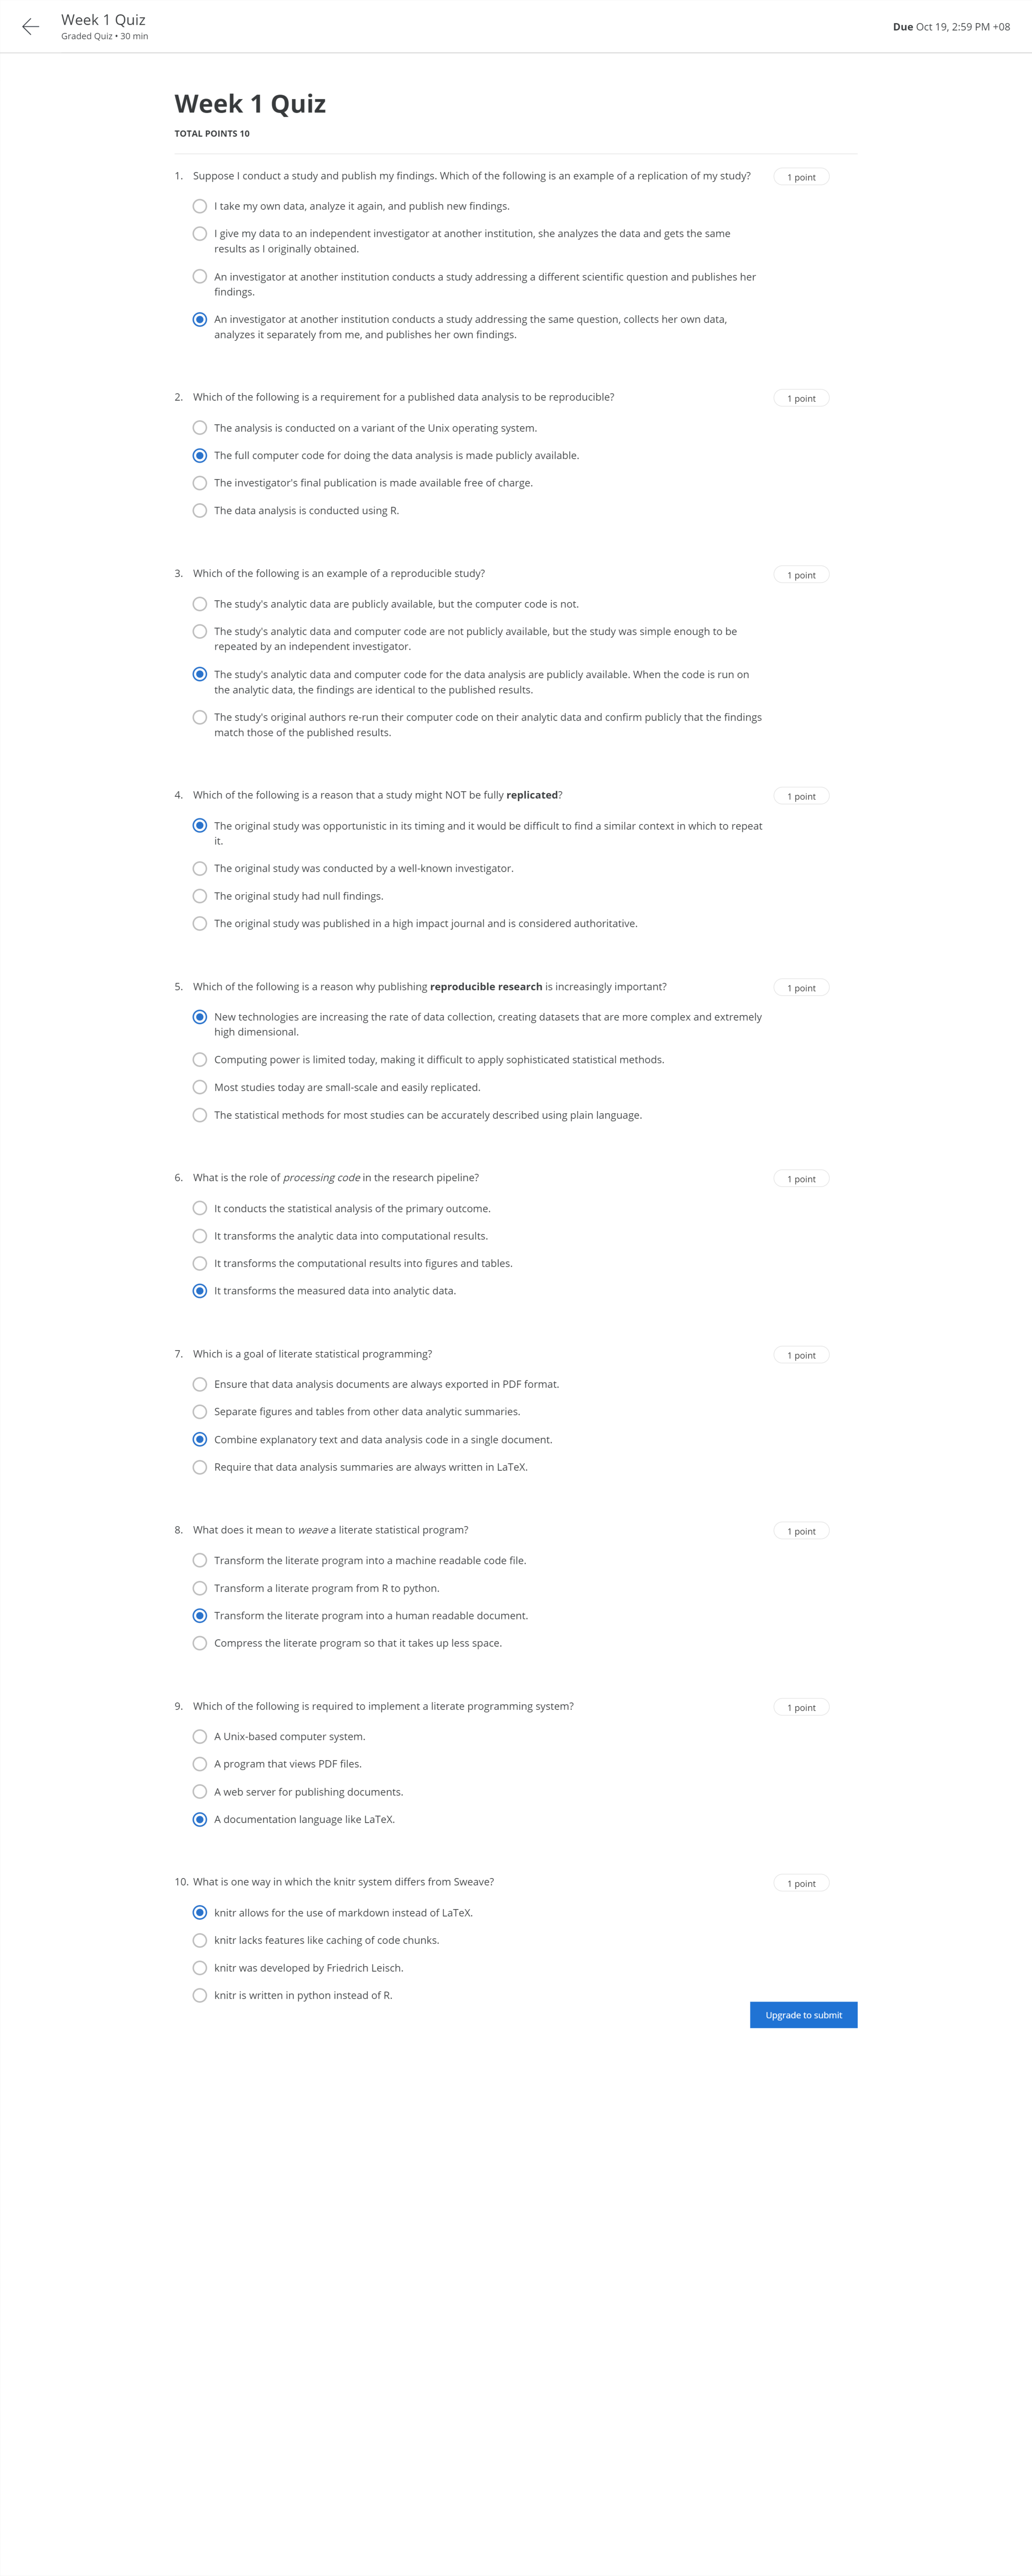 Week 1 Quiz
Graded Quiz • 30 min
Due Oct 19, 2:59 PM +08
Week 1 Quiz
TOTAL POINTS 10
1. Suppose I conduct a study and publish my findings. Which of the following is an example of a replication of my study?
1 point
I take my own data, analyze it again, and publish new findings.
I give my data to an independent investigator at another institution, she analyzes the data and gets the same
results as I originally obtained.
An investigator at another institution conducts a study addressing a different scientific question and publishes her
findings.
An investigator at another institution conducts a study addressing the same question, collects her own data,
analyzes it separately from me, and publishes her own findings.
2. Which of the following is a requirement for a published data analysis to be reproducible?
1 point
The analysis is conducted on a variant of the Unix operating system.
The full computer code for doing the data analysis is made publicly available.
The investigator's final publication is made available free of charge.
The data analysis is conducted using R.
3. Which of the following is an example of a reproducible study?
1 point
The study's analytic data are publicly available, but the computer code is not.
The study's analytic data and computer code are not publicly available, but the study was simple enough to be
repeated by an independent investigator.
The study's analytic data and computer code for the data analysis are publicly available. When the code is run on
the analytic data, the findings are identical to the published results.
The study's original authors re-run their computer code on their analytic data and confirm publicly that the findings
match those of the published results.
4. Which of the following is a reason that a study might NOT be fully replicated?
1 point
The original study was opportunistic in its timing and it would be difficult to find a similar context in which to repeat
it.
The original study was conducted by a well-known investigator.
The original study had null findings.
The original study was published in a high impact journal and is considered authoritative.
5. Which of the following is a reason why publishing reproducible research is increasingly important?
1 point
New technologies are increasing the rate of data collection, creating datasets that are more complex and extremely
high dimensional.
Computing power is limited today, making it difficult to apply sophisticated statistical methods.
Most studies today are small-scale and easily replicated.
The statistical methods for most studies can be accurately described using plain language.
6. What is the role of processing code in the research pipeline?
1 point
It conducts the statistical analysis of the primary outcome.
It transforms the analytic data into computational results.
It transforms the computational results into figures and tables.
It transforms the measured data into analytic data.
7. Which is a goal of literate statistical programming?
1 point
Ensure that data analysis documents are always exported in PDF format.
Separate figures and tables from other data analytic summaries.
Combine explanatory text and data analysis code in a single document.
Require that data analysis summaries are always written in LaTeX.
8. What does it mean to weave a literate statistical program?
1 point
Transform the literate program into a machine readable code file.
Transform a literate program from R to python.
Transform the literate program into a human readable document.
Compress the literate program so that it takes up less space.
9. Which of the following is required to implement a literate programming system?
1 point
A Unix-based computer system.
A program that views PDF files.
A web server for publishing documents.
A documentation language like LaTeX.
10. What is one way in which the knitr system differs from Sweave?
1 point
knitr allows for the use of markdown instead of LaTeX.
knitr lacks features like caching of code chunks.
knitr was developed by Friedrich Leisch.
knitr is written in python instead of R.
Upgrade to submit